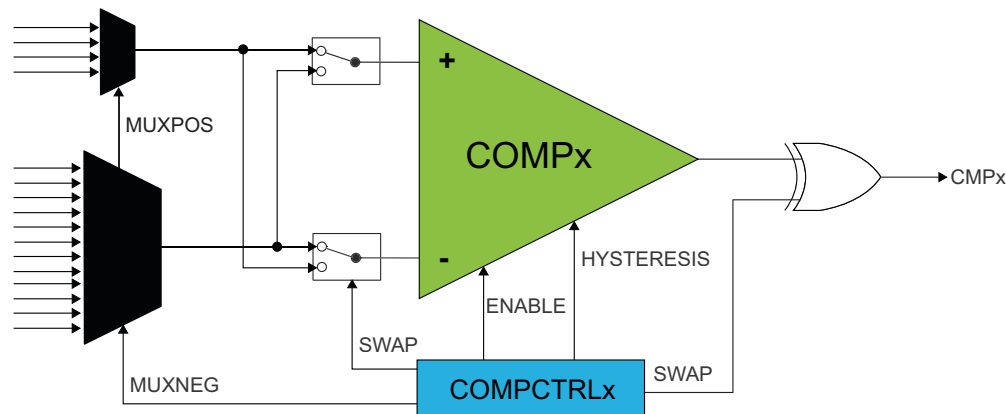 +
MUXPOS
COMPx
CMPx
-
HYSTERESIS
ENABLE
SWAP
MUXNEG
COMPCTRLx
SWAP